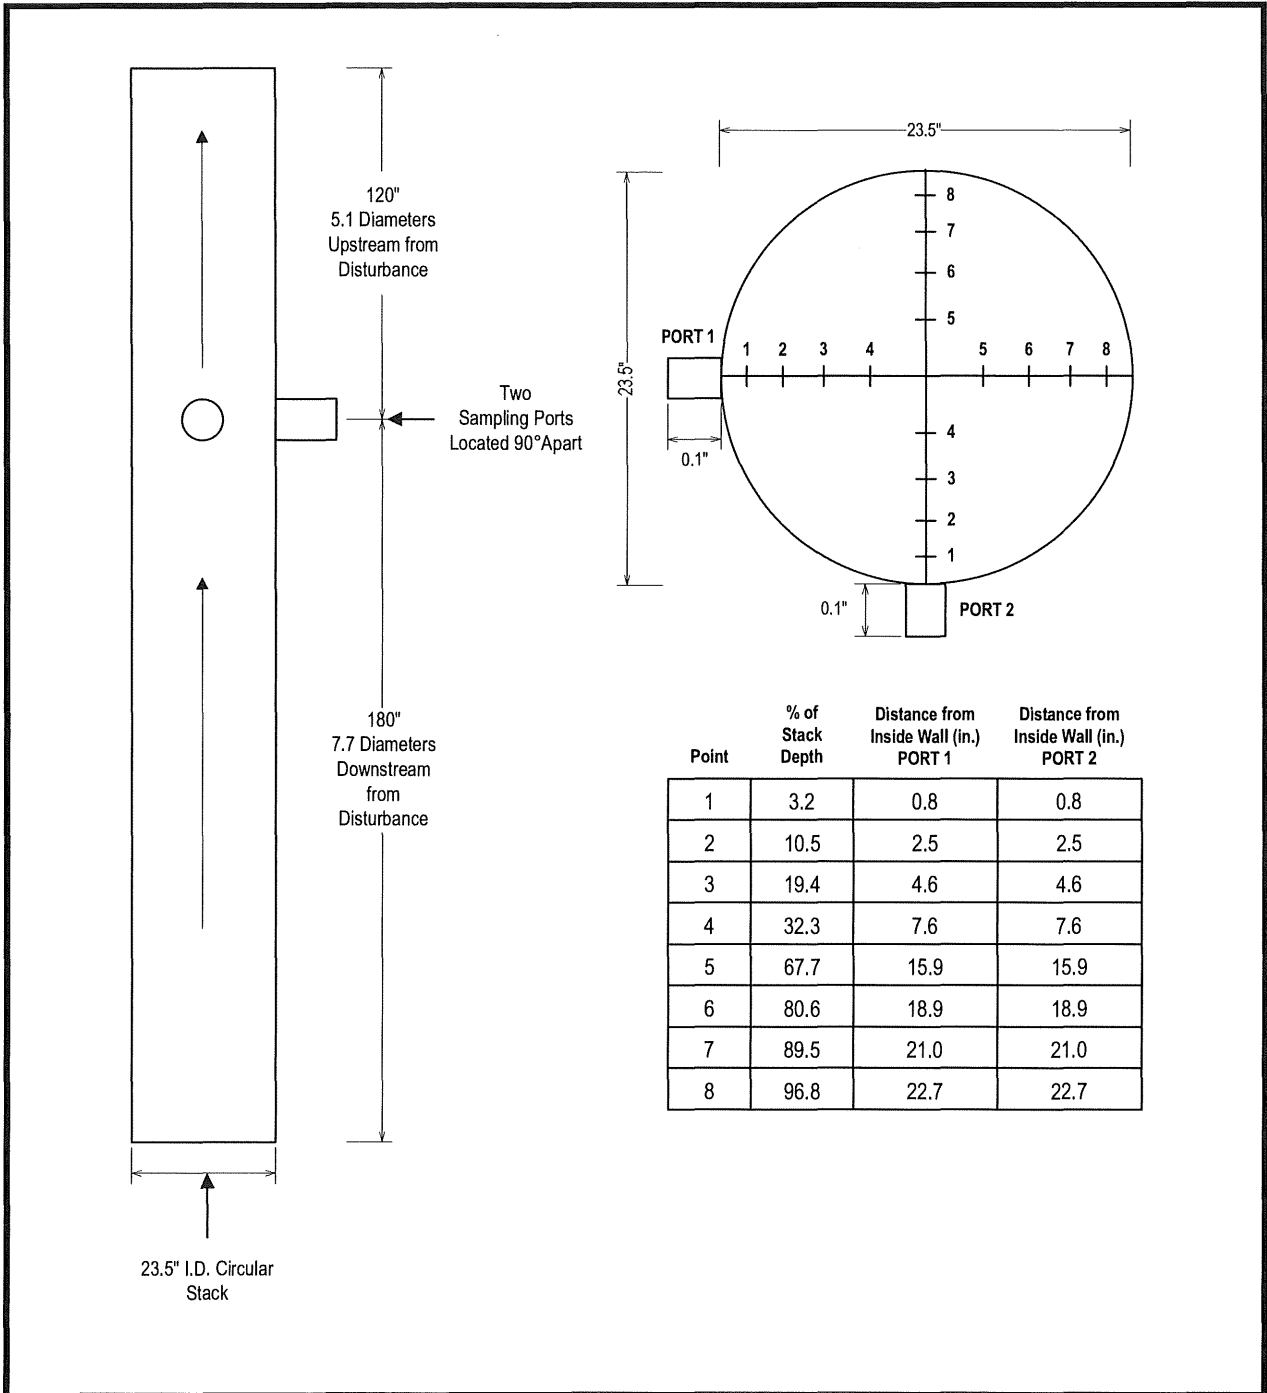 120"
5.1 Diameters
Upstream from
Disturbance
Two
Sampling Ports
Located 90°Apart
180"
7.7 Diameters
Downstream
from
Disturbance
23.5" I.D. Circular
Stack
23.5"
23.5"
PORT 1
0.1"
1 2 3 4 5 6 7 8
8
7
6
5
4
3
2
1
0.1"
PORT 2
Point % of Stack Depth Distance from Inside Wall (in.) PORT 1 Distance from Inside Wall (in.) PORT 2
1 3.2 0.8 0.8
2 10.5 2.5 2.5
3 19.4 4.6 4.6
4 32.3 7.6 7.6
5 67.7 15.9 15.9
6 80.6 18.9 18.9
7 89.5 21.0 21.0
8 96.8 22.7 22.7